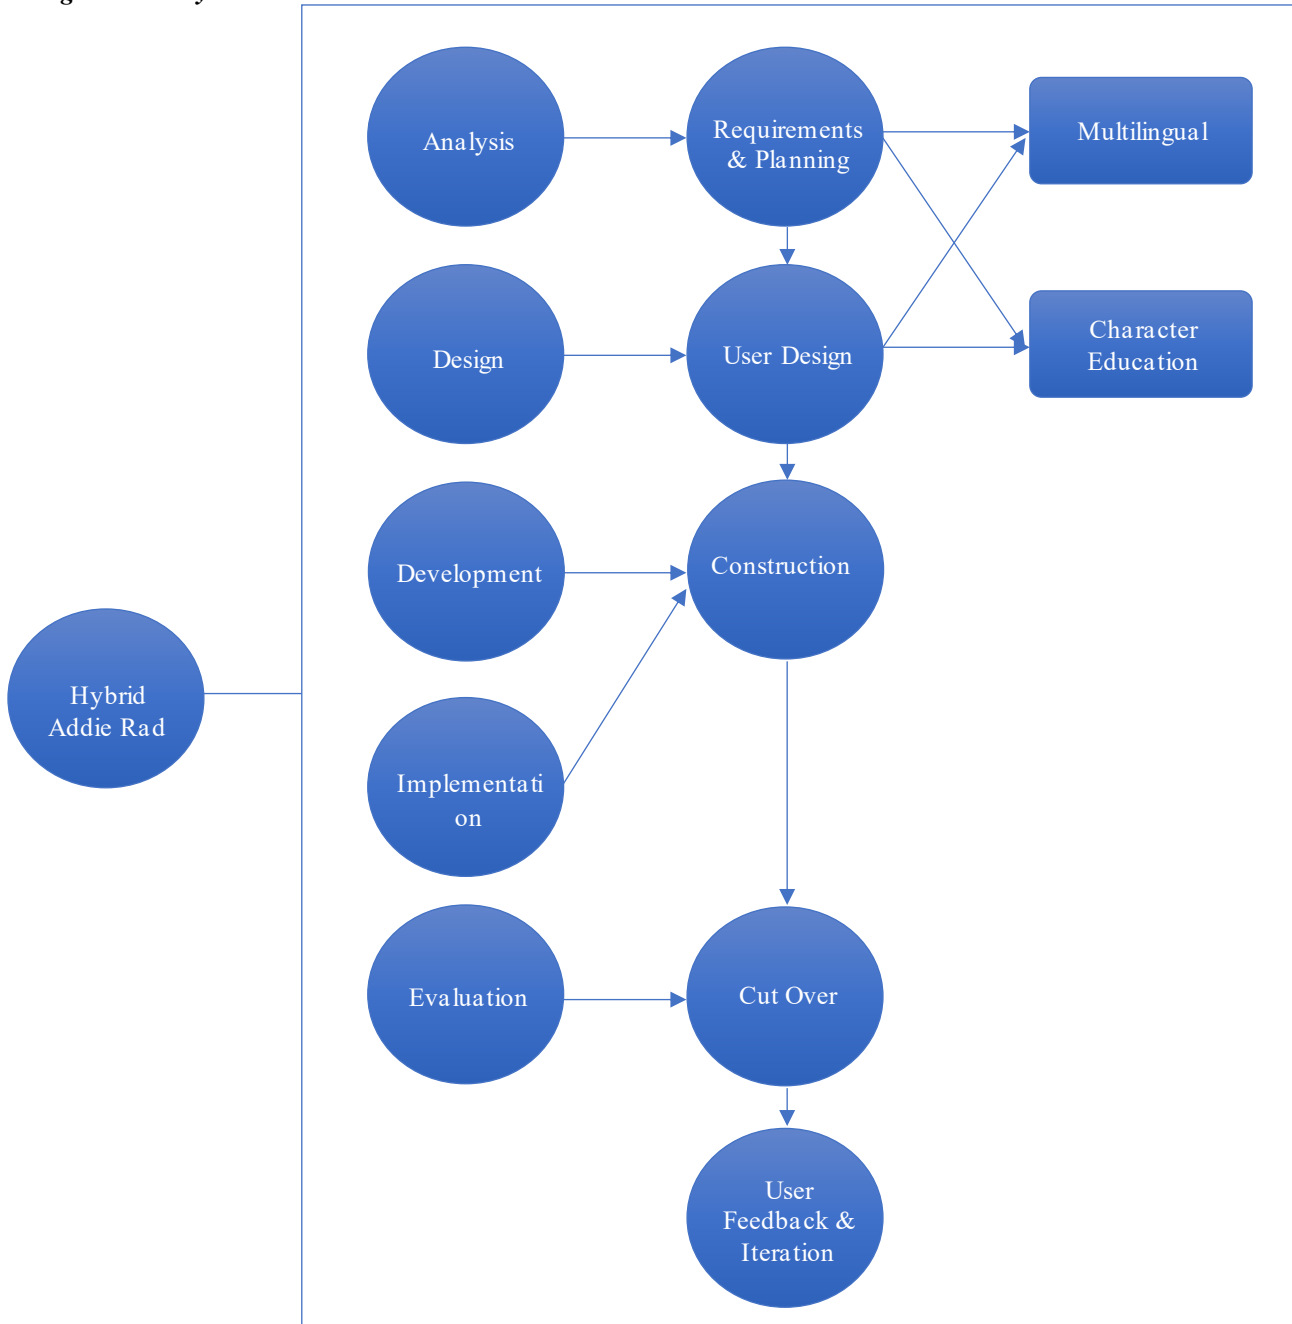 Analysis
Requirements
& Planning
Multilingual
Design
User Design
Character
Education
Development
Construction
Hybrid
Addie Rad
Implementati
on
Evaluation
Cut Over
User
Feedback &
Iteration